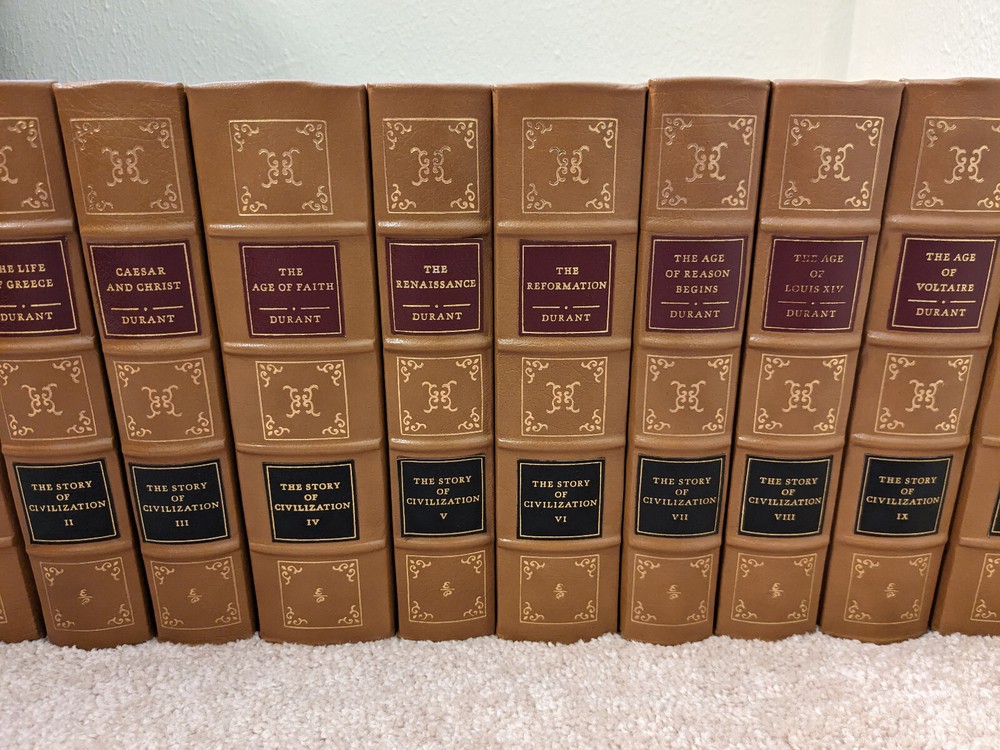 HE LIFE
F GREECE
DURANT
THE STORY
OF
CIVILIZATION
II
CAESAR
AND CHRIST
DURANT
THE STORY
OF
CIVILIZATION
III
THE
AGE OF FAITH
DURANT
THE STORY
OF
CIVILIZATION
IV
THE
RENAISSANCE
DURANT
THE STORY
OF
CIVILIZATION
V
THE
REFORMATION
DURANT
THE STORY
OF
CIVILIZATION
VI
THE AGE
OF REASON
BEGINS
DURANT
THE STORY
OF
CIVILIZATION
VII
THE AGE
OF
LOUIS XIV
DURANT
THE STORY
OF
CIVILIZATION
VIII
THE AGE
OF
VOLTAIRE
DURANT
THE STORY
OF
CIVILIZATION
IX